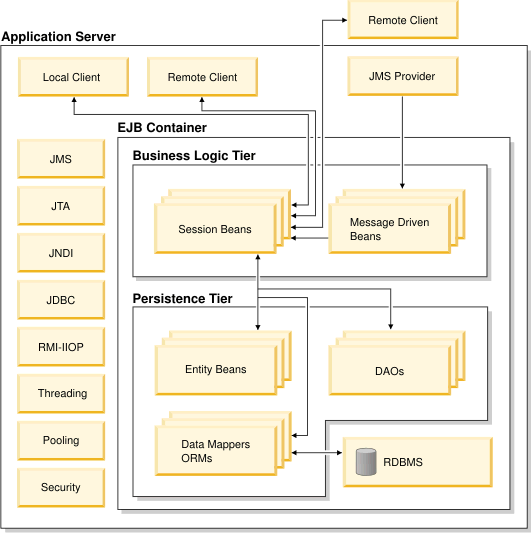 Remote Client
Application Server
Local Client
Remote Client
JMS Provider
EJB Container
Business Logic Tier
JMS
JTA
JNDI
JDBC
RMI-IIOP
Threading
Pooling
Security
Session Beans
Message Driven
Beans
Persistence Tier
Entity Beans
DAOs
Data Mappers
ORMs
RDBMS